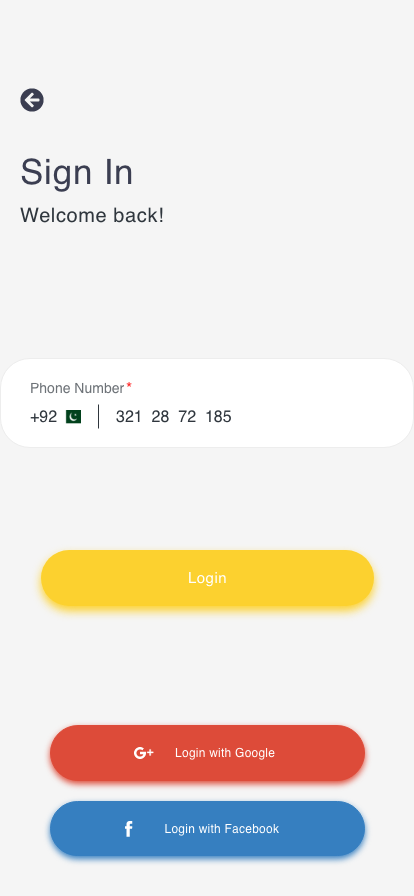 Sign In
Welcome back!
Phone Number*
+92 321 28 72 185
Login
G+ Login with Google
f Login with Facebook